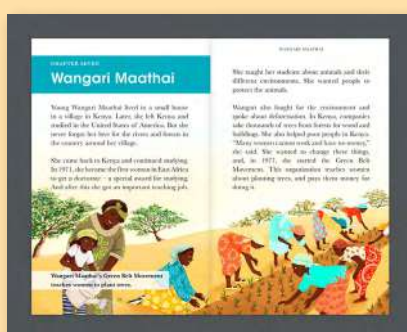 CHAPTER SEVEN
Wangari Maathai
Young Wangari Maathai lived in a small house
in a village in Kenya. Later, she left Kenya and
studied in the United States of America. But she
never forgot her love for the rivers and forests in
the country around her village.
She came back to Kenya and continued studying.
In 1971, she became the first woman in East Africa
to get a doctorate – a special award for studying.
And after this she got an important teaching job.
Wangari Maathai's Green Belt Movement
teaches women to plant trees.
WANGARI MAATHAI
She taught her students about animals and their
different environments. She wanted people to
protect the animals.
Wangari also fought for the environment and
spoke about deforestation. In Kenya, companies
take thousands of trees from forests for wood and
buildings. She also helped poor people in Kenya.
"Many women cannot work and have no money,"
she said. She wanted to change these things,
and, in 1977, she started the Green Belt
Movement. This organization teaches women
about planting trees, and pays them money for
doing it.